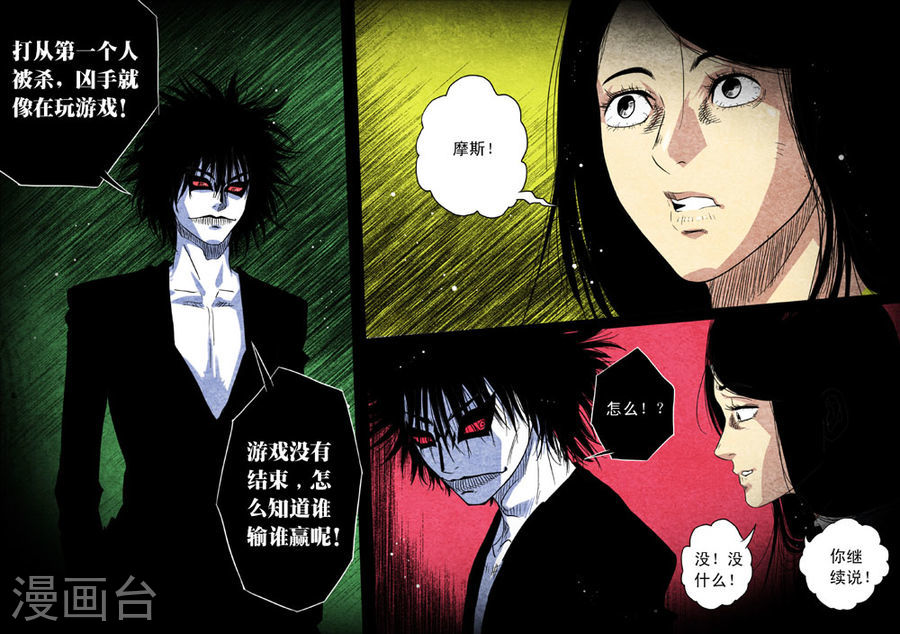 打从第一个人
被杀，凶手就
像在玩游戏！
游戏没有
结束，怎
么知道谁
输谁赢呢！
摩斯！
怎么！？
没！没
什么！
你继
续说！
漫画台